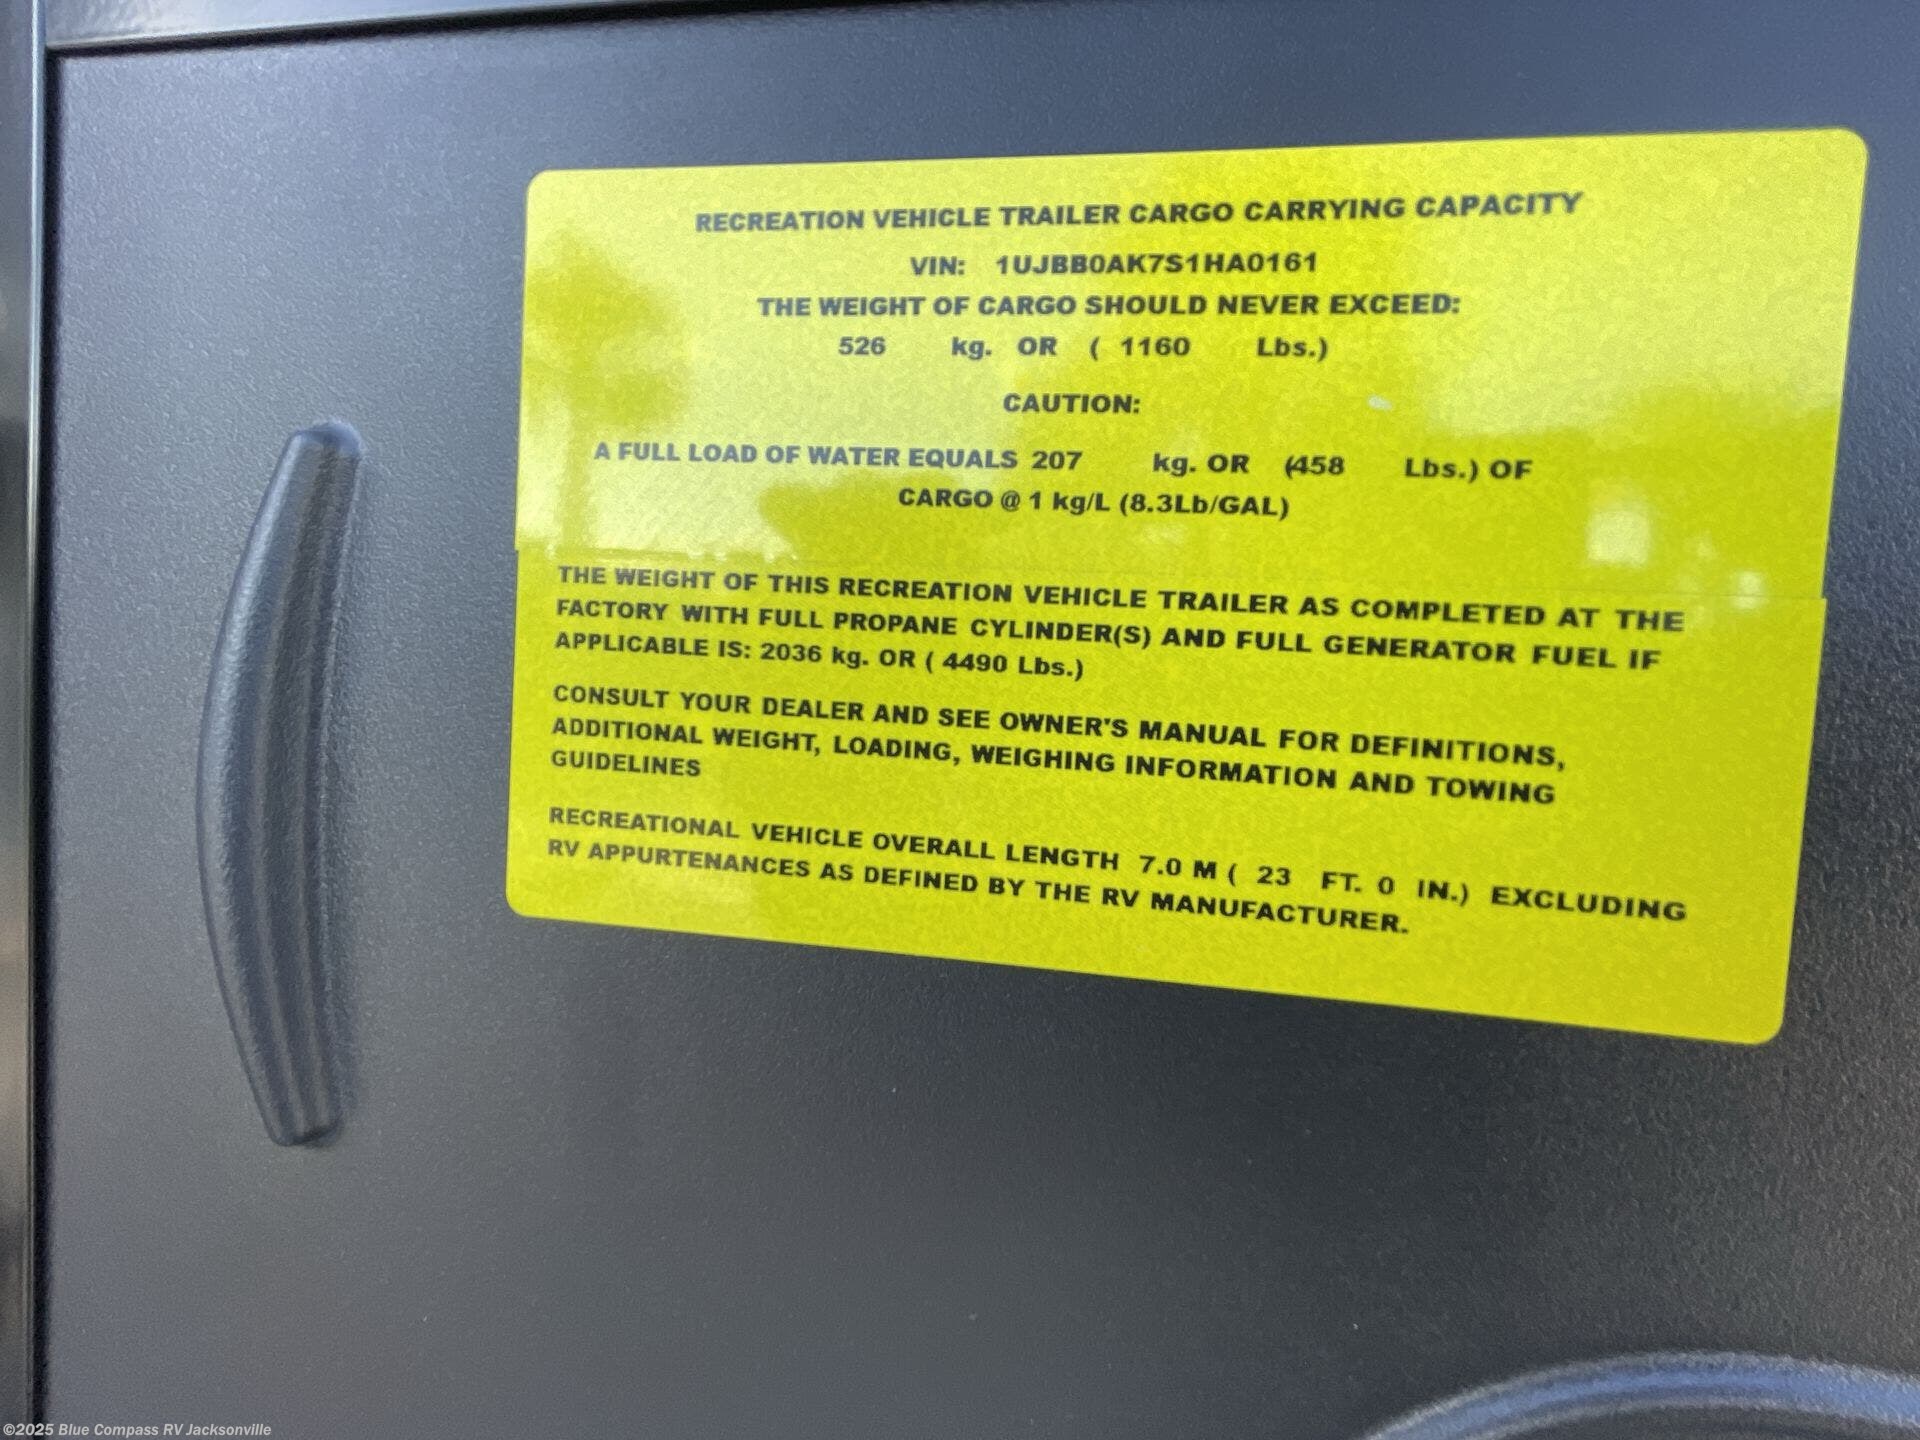 RECREATION VEHICLE TRAILER CARGO CARRYING CAPACITY
VIN: 1UJBB0AK7S1HA0161
THE WEIGHT OF CARGO SHOULD NEVER EXCEED:
526 kg. OR ( 1160 Lbs.)
CAUTION:
A FULL LOAD OF WATER EQUALS 207 kg. OR (458 Lbs.) OF
CARGO @ 1 kg/L (8.3Lb/GAL)
THE WEIGHT OF THIS RECREATION VEHICLE TRAILER AS COMPLETED AT THE
FACTORY WITH FULL PROPANE CYLINDER(S) AND FULL GENERATOR FUEL IF
APPLICABLE IS: 2036 kg. OR ( 4490 Lbs.)
CONSULT YOUR DEALER AND SEE OWNER'S MANUAL FOR DEFINITIONS,
ADDITIONAL WEIGHT, LOADING, WEIGHING INFORMATION AND TOWING
GUIDELINES
RECREATIONAL VEHICLE OVERALL LENGTH 7.0 M ( 23 FT. 0 IN.) EXCLUDING
RV APPURTENANCES AS DEFINED BY THE RV MANUFACTURER.
©2025 Blue Compass RV Jacksonville